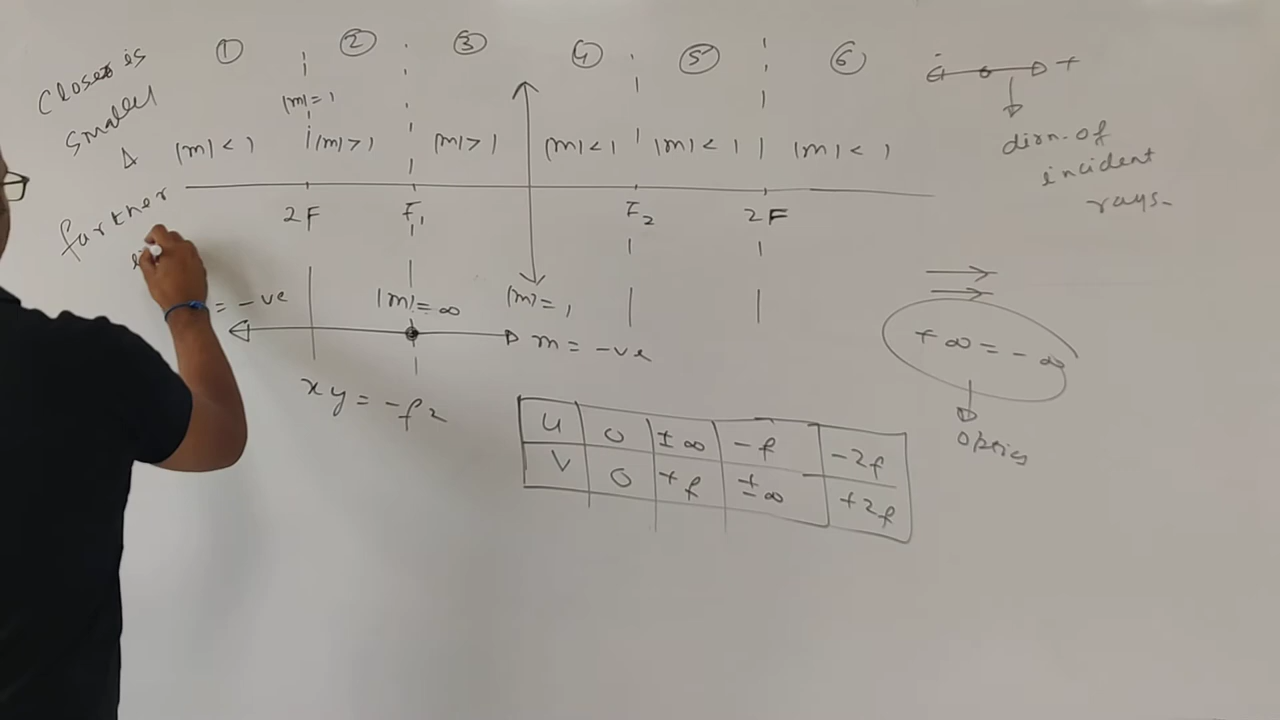 Closer is
smaller
&
farther
① ② ③ ④ ⑤ ⑥
|m| = 1
|m| < 1 |m| > 1 |m| > 1 |m| < 1 |m| < 1 |m| < 1
2F F₁ F₂ 2F
= -ve |m| = ∞ |m| = 1
m = -ve
xy = -f²
- +
dirn. of
incident
rays-
+∞ = -∞
optics
u 0 ±∞ -f -2f
v 0 +f ±∞ +2f